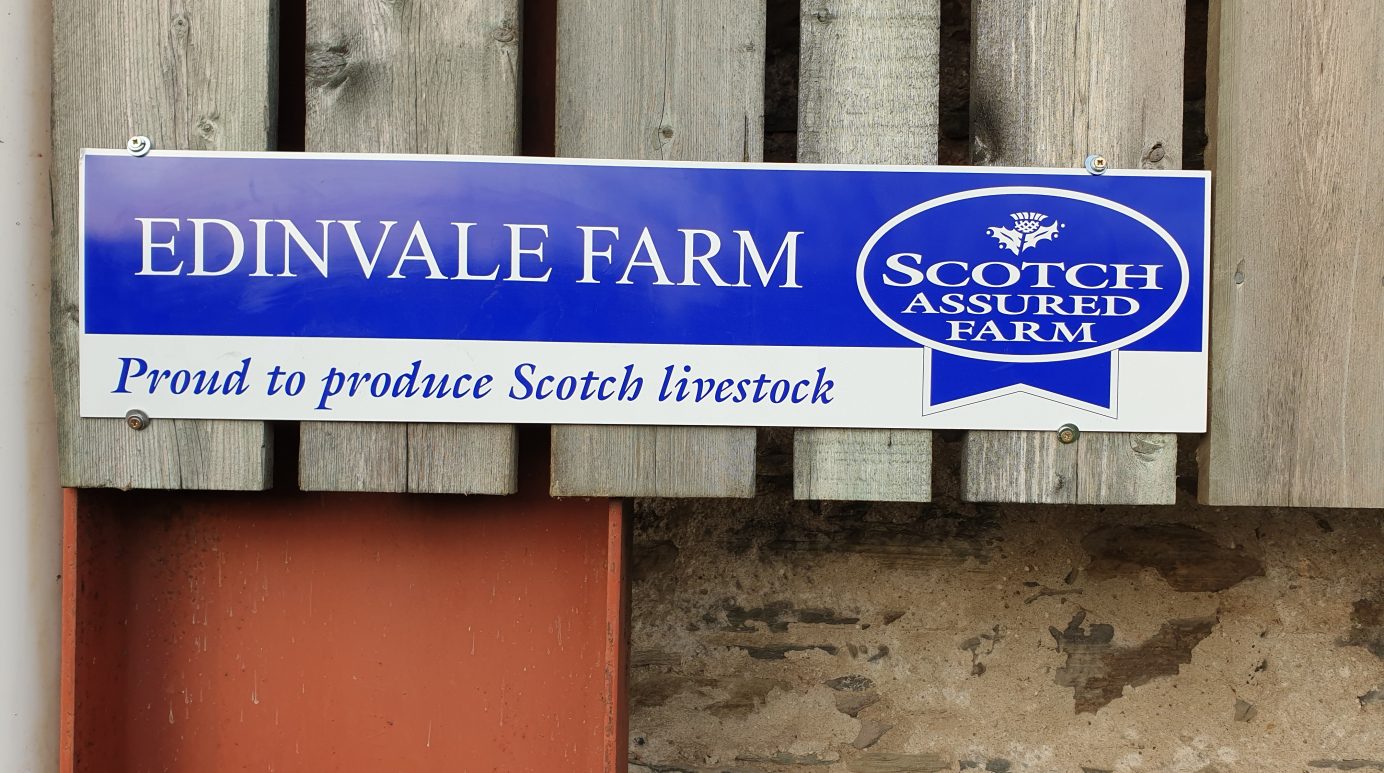 EDINVALE FARM
Proud to produce Scotch livestock
SCOTCH
ASSURED
FARM